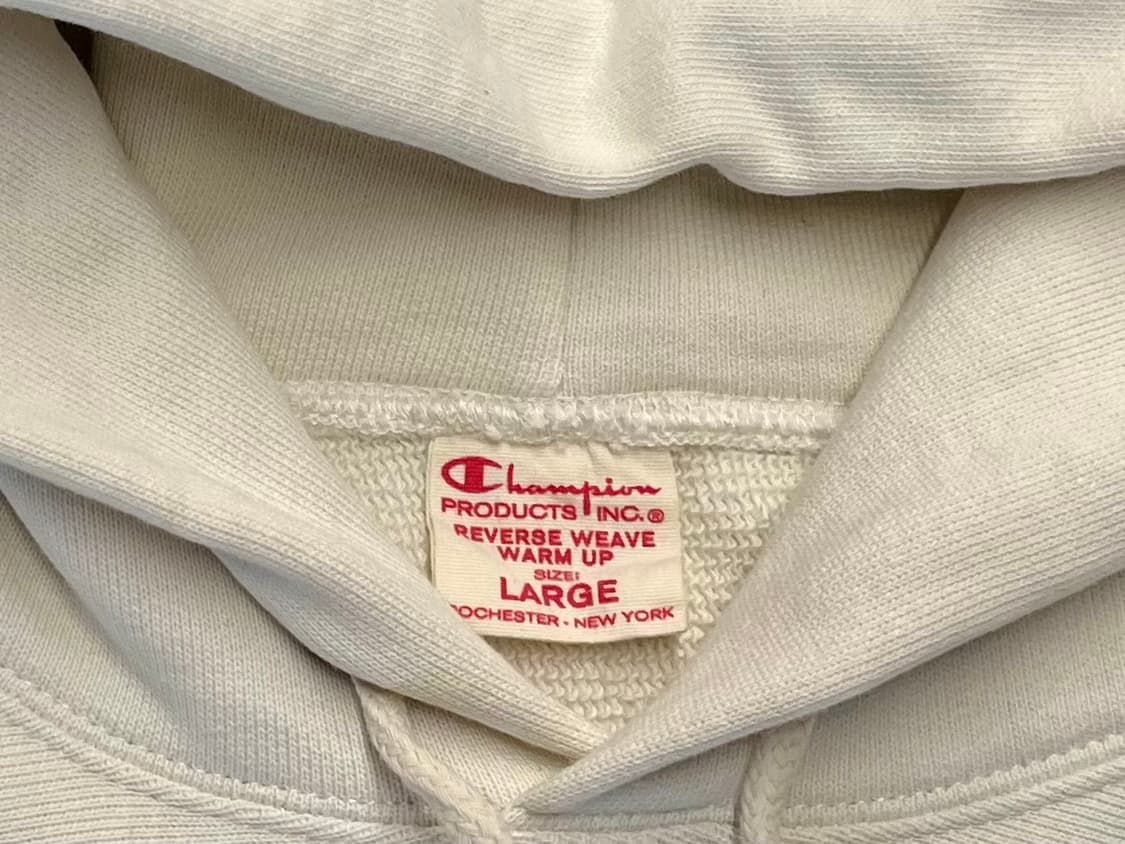 Champion
PRODUCTS INC.®
REVERSE WEAVE
WARM UP
SIZE:
LARGE
ROCHESTER - NEW YORK